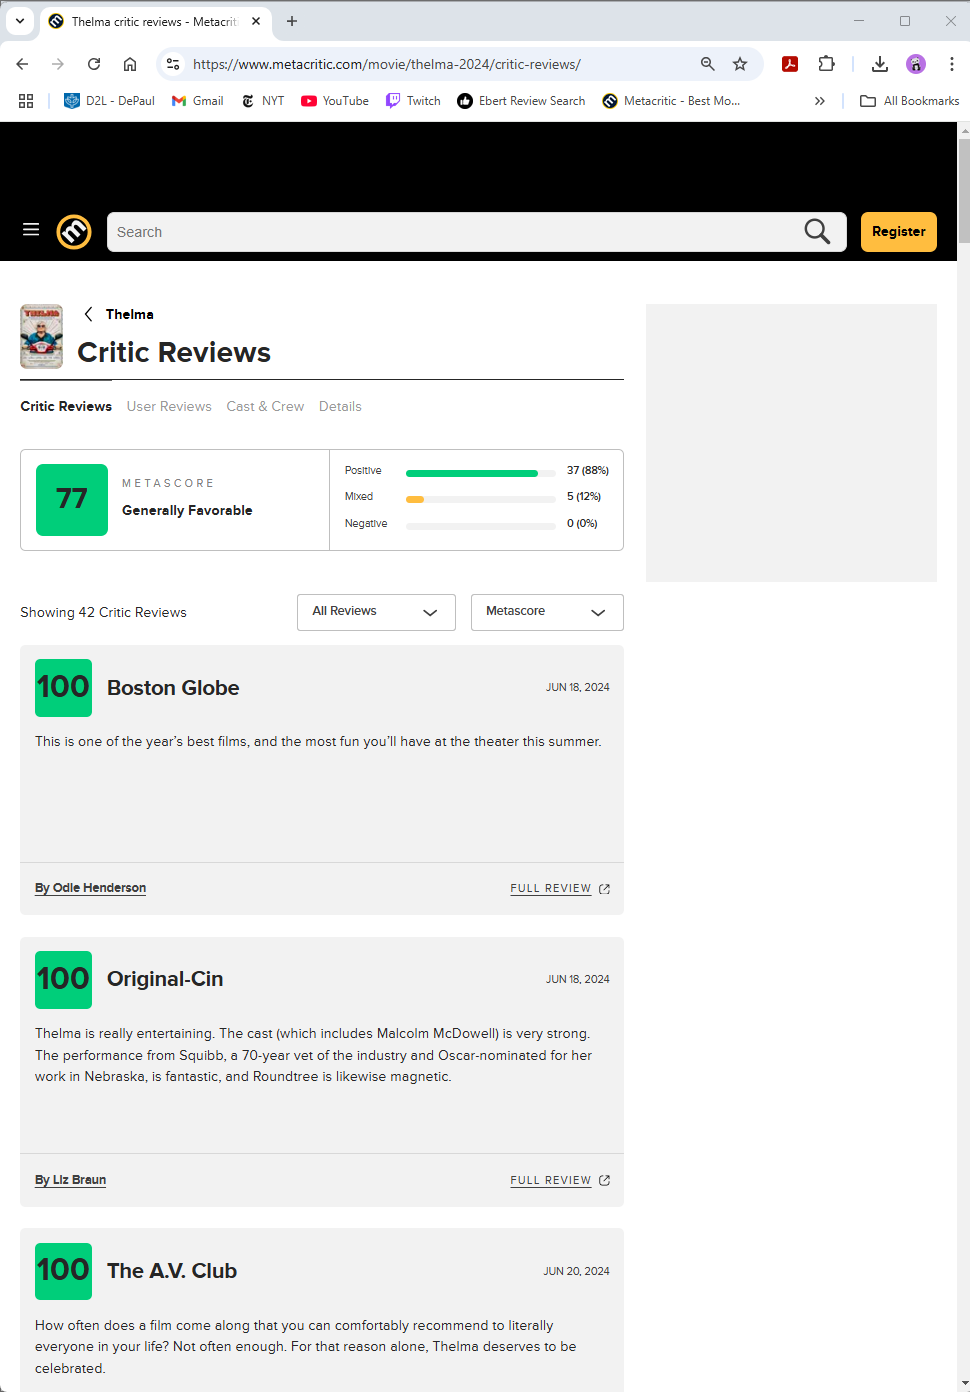 Thelma critic reviews - Metacriti
https://www.metacritic.com/movie/thelma-2024/critic-reviews/
D2L - DePaul
Gmail
NYT
YouTube
Twitch
Ebert Review Search
Metacritic - Best Mo...
All Bookmarks
Search
Register
THELMA
Thelma
Critic Reviews
Critic Reviews User Reviews Cast & Crew Details
77
METASCORE
Generally Favorable
Positive 37 (88%)
Mixed 5 (12%)
Negative 0 (0%)
Showing 42 Critic Reviews
All Reviews
Metascore
100 Boston Globe JUN 18, 2024
This is one of the year’s best films, and the most fun you’ll have at the theater this summer.
By Odie Henderson FULL REVIEW
100 Original-Cin JUN 18, 2024
Thelma is really entertaining. The cast (which includes Malcolm McDowell) is very strong.
The performance from Squibb, a 70-year vet of the industry and Oscar-nominated for her
work in Nebraska, is fantastic, and Roundtree is likewise magnetic.
By Liz Braun FULL REVIEW
100 The A.V. Club JUN 20, 2024
How often does a film come along that you can comfortably recommend to literally
everyone in your life? Not often enough. For that reason alone, Thelma deserves to be
celebrated.